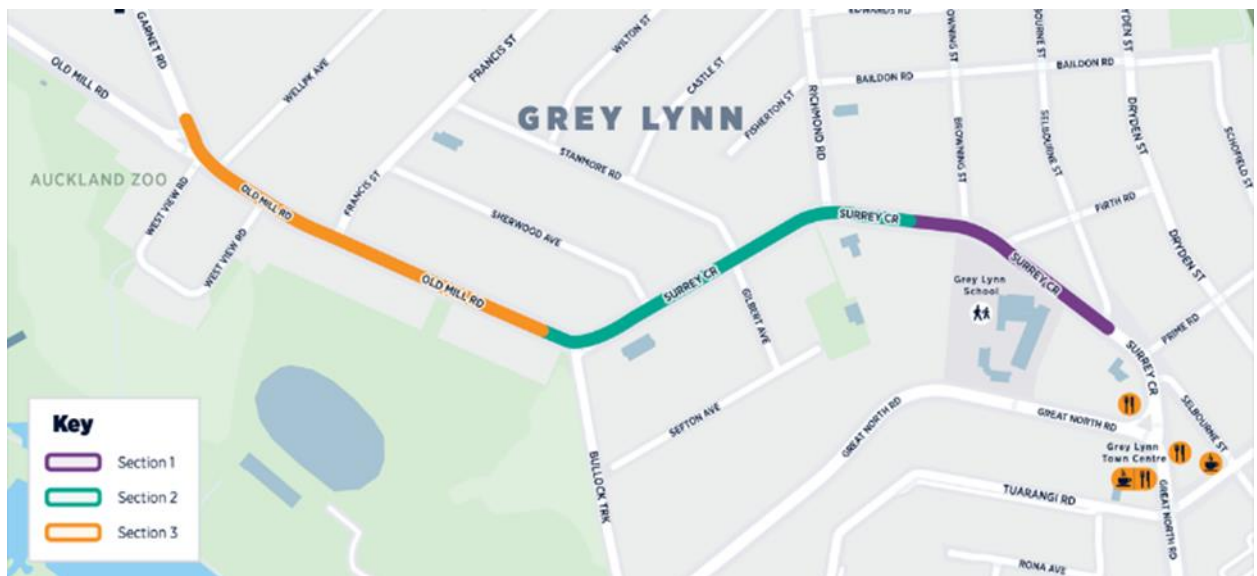 EDWARDS RD
GARNET RD
OLD MILL RD
WELLPK AVE
FRANCIS ST
WILTON ST
CASTLE ST
FISHERTON ST
RICHMOND RD
BAILDON RD
BAILDON RD
BROWNING ST
DRYDEN ST
DRYDEN ST
SCHOFIELD ST
GREY LYNN
BROWNING ST
SELBOURNE ST
STANMORE RD
AUCKLAND ZOO
WEST VIEW RD
OLD MILL RD
FRANCIS ST
SHERWOOD AVE
SURREY CR
FIRTH RD
WEST VIEW RD
DRYDEN ST
OLD MILL RD
SURREY CR
SURREY CR
Grey Lynn
School
GILBERT AVE
PRIME RD
SURREY CR
SELBOURNE ST
SEFTON AVE
GREAT NORTH RD
GREAT NORTH RD
Grey Lynn
Town Centre
BULLOCK TRK
TUARANGI RD
GREAT NORTH RD
RONA AVE
Key
Section 1
Section 2
Section 3